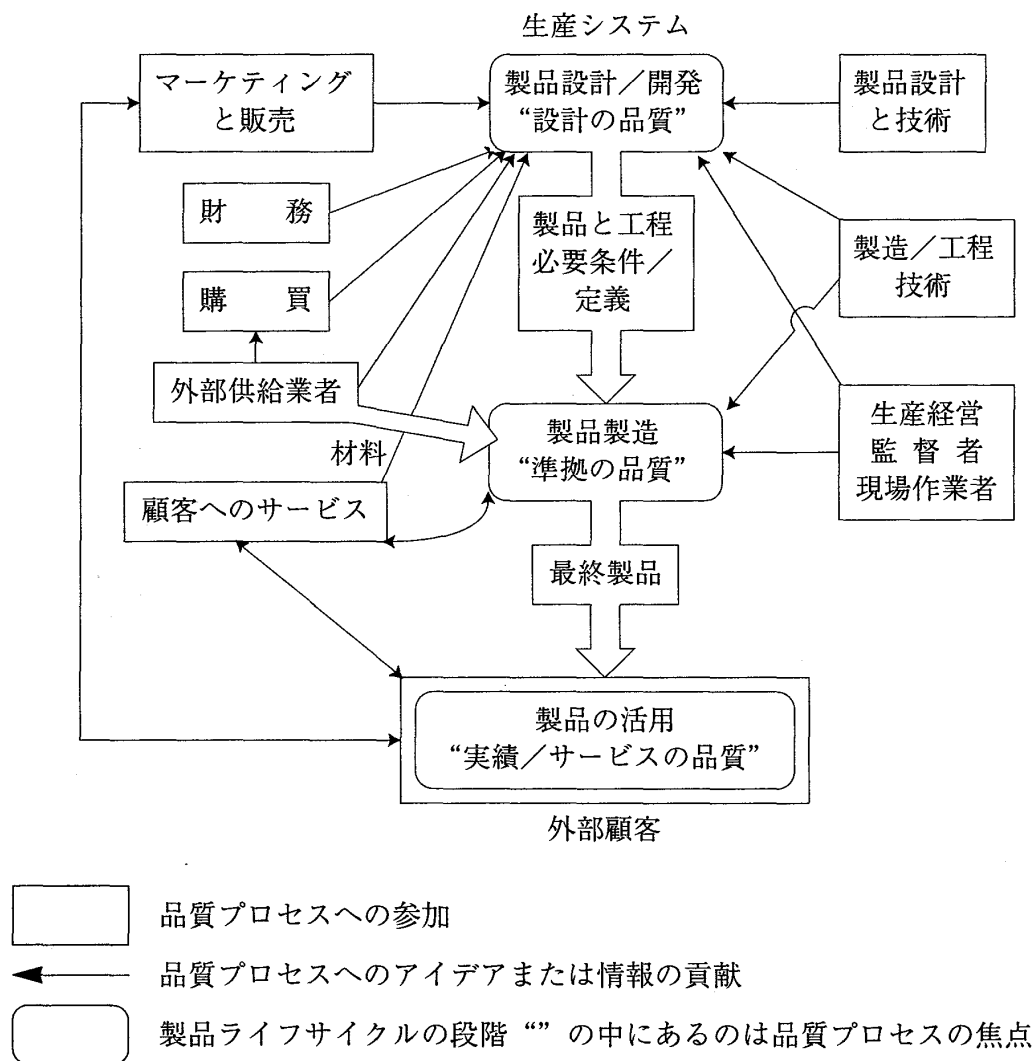 生産システム
マーケティング
と販売
製品設計／開発
“設計の品質”
製品設計
と技術
財　　務
製品と工程
必要条件／
定義
製造／工程
技術
購　　買
外部供給業者
材料
製品製造
“準拠の品質”
生産経営
監 督 者
現場作業者
顧客へのサービス
最終製品
製品の活用
“実績／サービスの品質”
外部顧客
品質プロセスへの参加
品質プロセスへのアイデアまたは情報の貢献
製品ライフサイクルの段階 “” の中にあるのは品質プロセスの焦点